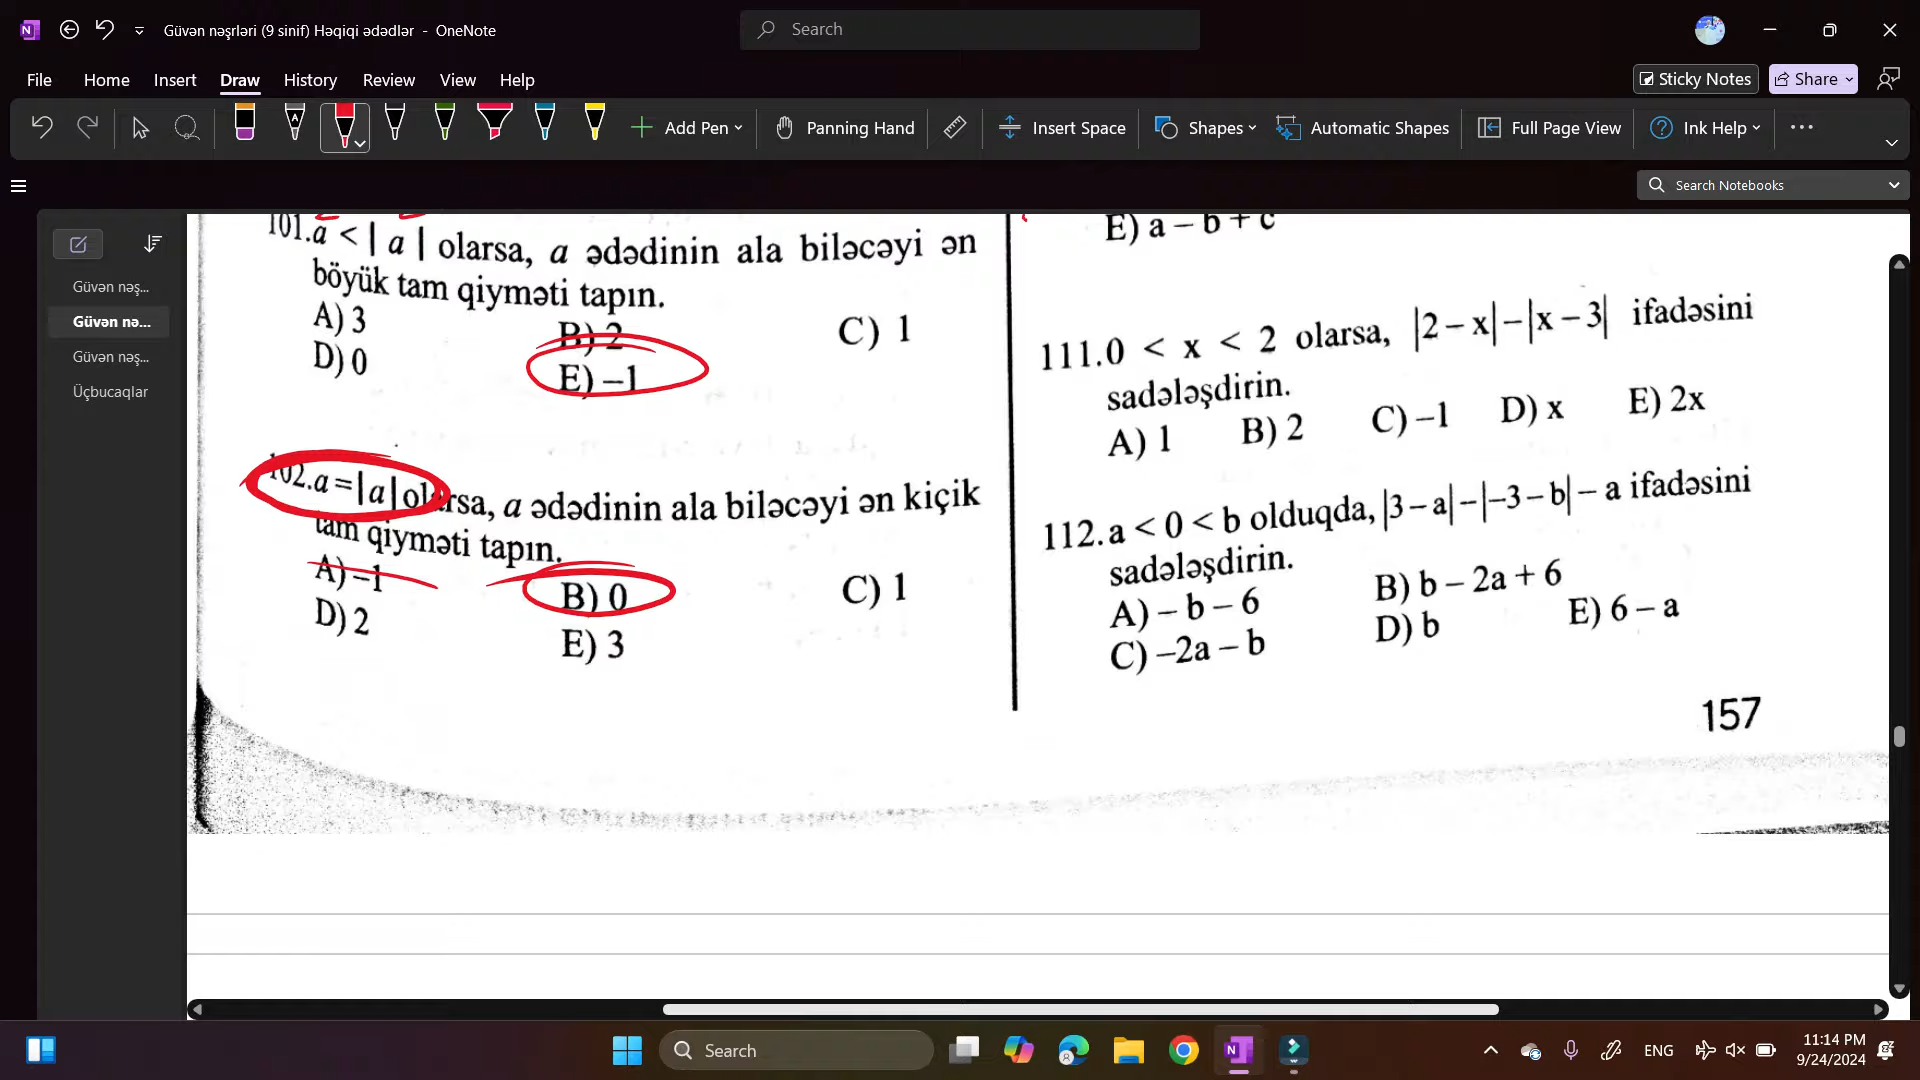 Güvən nəşrləri (9 sinif) Həqiqi ədədlər - OneNote
Search
File Home Insert Draw History Review View Help
Sticky Notes Share
Add Pen Panning Hand Insert Space Shapes Automatic Shapes Full Page View Ink Help
Search Notebooks
Güvən nəş...
Güvən nə...
Güvən nəş...
Üçbucaqlar
101. a < | a | olarsa, a ədədinin ala biləcəyi ən
böyük tam qiyməti tapın.
A) 3 B) 2 C) 1
D) 0 E) –1
102. a = | a | olarsa, a ədədinin ala biləcəyi ən kiçik
tam qiyməti tapın.
A) –1 B) 0 C) 1
D) 2 E) 3
E) a – b + c
111. 0 < x < 2 olarsa, |2 – x| – |x – 3| ifadəsini
sadələşdirin.
A) 1 B) 2 C) –1 D) x E) 2x
112. a < 0 < b olduqda, |3 – a| – |–3 – b| – a ifadəsini
sadələşdirin.
A) – b – 6 B) b – 2a + 6
C) –2a – b D) b E) 6 – a
157
Search
ENG
11:14 PM
9/24/2024